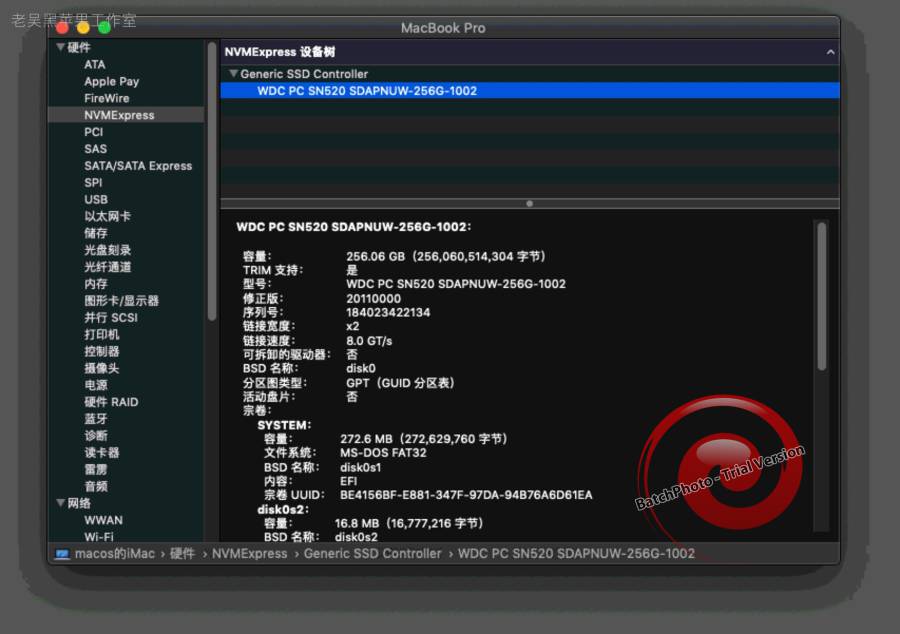 老吴黑苹果工作室
MacBook Pro
硬件
ATA
Apple Pay
FireWire
NVMExpress
PCI
SAS
SATA/SATA Express
SPI
USB
以太网卡
储存
光盘刻录
光纤通道
内存
图形卡/显示器
并行 SCSI
打印机
控制器
摄像头
电源
硬件 RAID
蓝牙
诊断
读卡器
雷雳
音频
网络
WWAN
Wi-Fi
NVMExpress 设备树
Generic SSD Controller
WDC PC SN520 SDAPNUW-256G-1002
WDC PC SN520 SDAPNUW-256G-1002:
容量: 256.06 GB（256,060,514,304 字节）
TRIM 支持: 是
型号: WDC PC SN520 SDAPNUW-256G-1002
修正版: 20110000
序列号: 184023422134
链接宽度: x2
链接速度: 8.0 GT/s
可拆卸的驱动器: 否
BSD 名称: disk0
分区图类型: GPT（GUID 分区表）
活动盘片: 否
宗卷:
SYSTEM:
容量: 272.6 MB（272,629,760 字节）
文件系统: MS-DOS FAT32
BSD 名称: disk0s1
内容: EFI
宗卷 UUID: BE4156BF-E881-347F-97DA-94B76A6D61EA
disk0s2:
容量: 16.8 MB（16,777,216 字节）
BSD 名称: disk0s2
BatchPhoto - Trial Version
macos的iMac › 硬件 › NVMExpress › Generic SSD Controller › WDC PC SN520 SDAPNUW-256G-1002